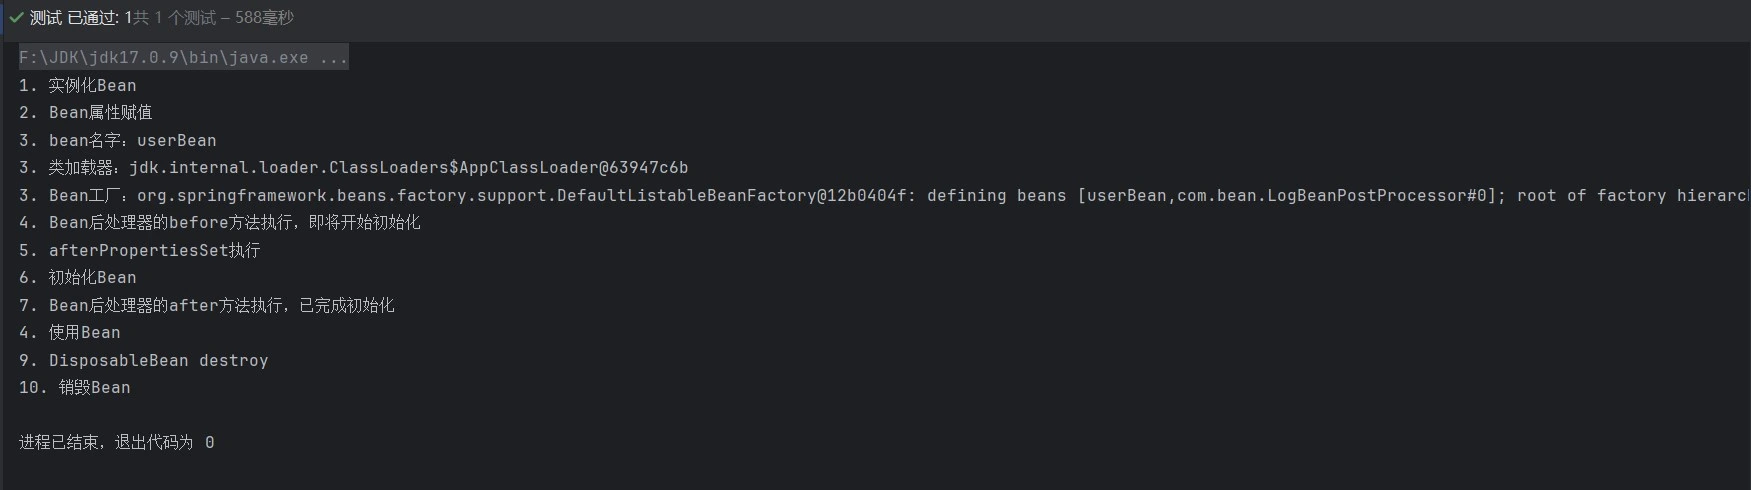 测试 已通过: 1共 1 个测试 – 588毫秒
F:\JDK\jdk17.0.9\bin\java.exe ...
1. 实例化Bean
2. Bean属性赋值
3. bean名字：userBean
3. 类加载器：jdk.internal.loader.ClassLoaders$AppClassLoader@63947c6b
3. Bean工厂：org.springframework.beans.factory.support.DefaultListableBeanFactory@12b0404f: defining beans [userBean,com.bean.LogBeanPostProcessor#0]; root of factory hierarc
4. Bean后处理器的before方法执行，即将开始初始化
5. afterPropertiesSet执行
6. 初始化Bean
7. Bean后处理器的after方法执行，已完成初始化
4. 使用Bean
9. DisposableBean destroy
10. 销毁Bean
进程已结束，退出代码为 0